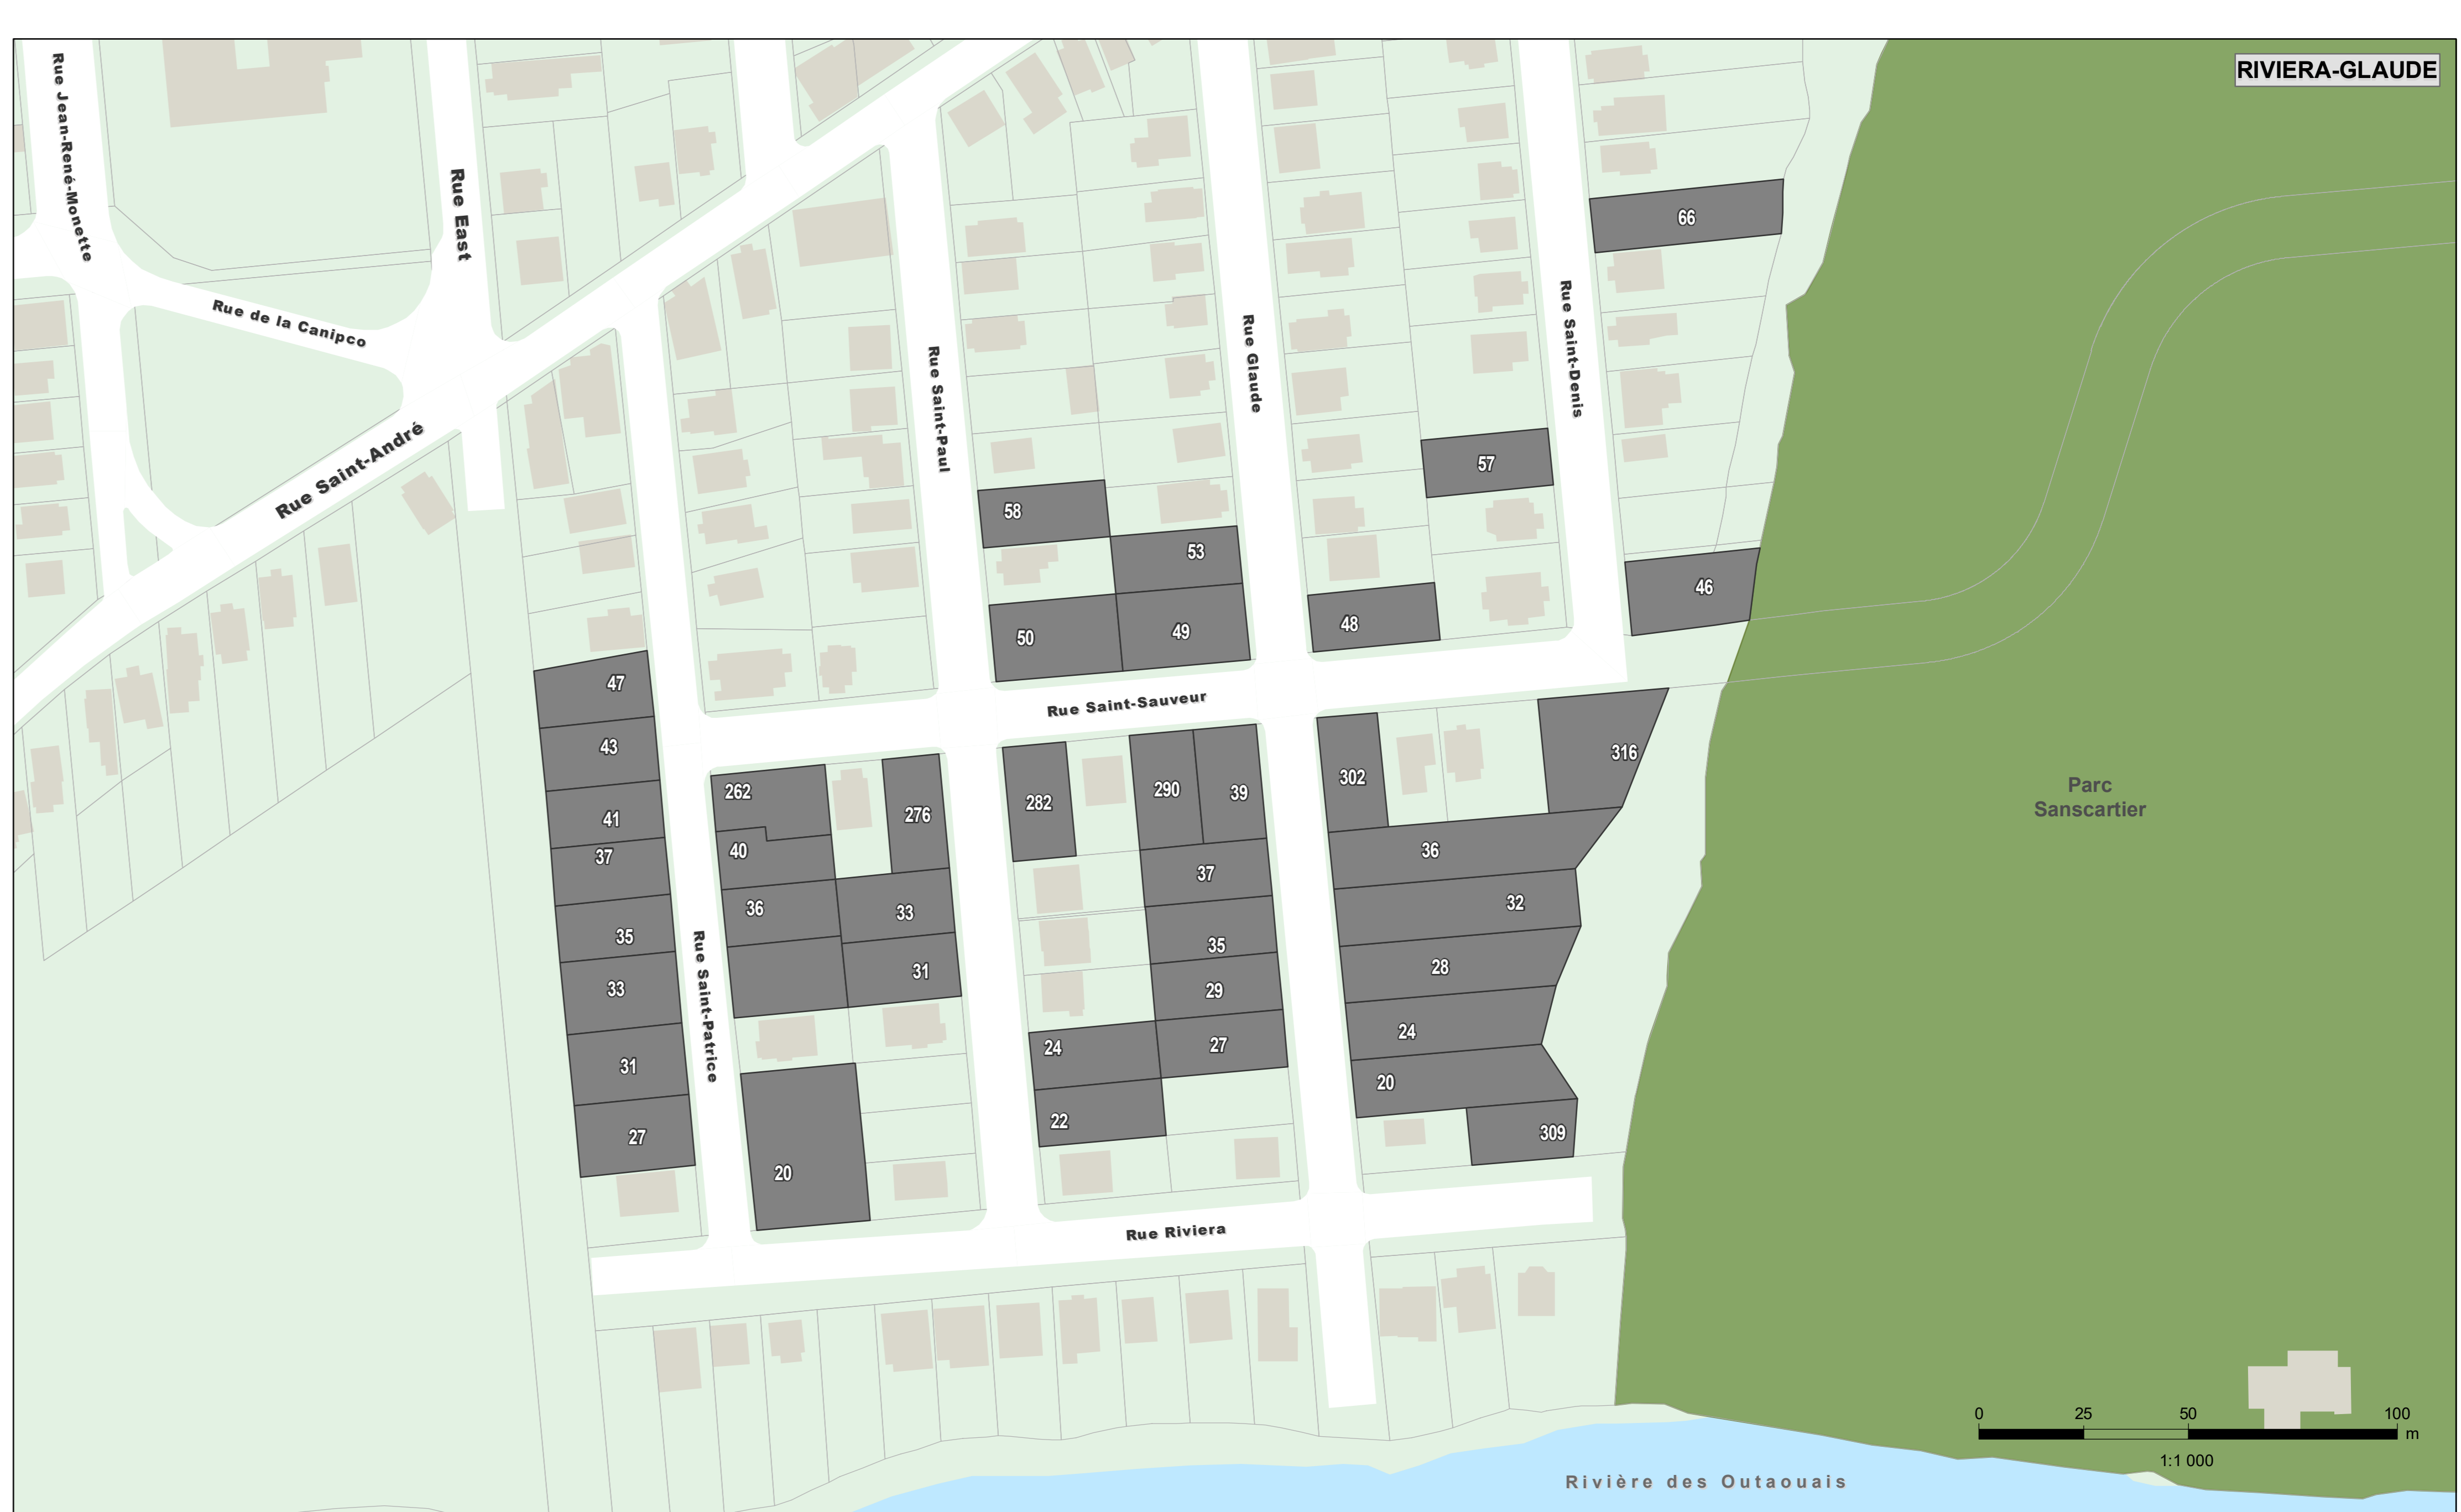 RIVIERA-GLAUDE
Rue Jean-René-Monette
Rue East
66
Rue de la Canipco
Rue Saint-Denis
Rue Glaude
Rue Saint-Paul
Rue Saint-André
57
58
53
46
48
49
50
47
Rue Saint-Sauveur
43
316
302
Parc
Sanscartier
262
290
39
282
276
41
40
36
37
37
36
33
32
35
35
31
28
33
29
Rue Saint-Patrice
24
24
27
31
20
22
309
27
20
Rue Riviera
0 25 50 100
m
1:1 000
Rivière des Outaouais